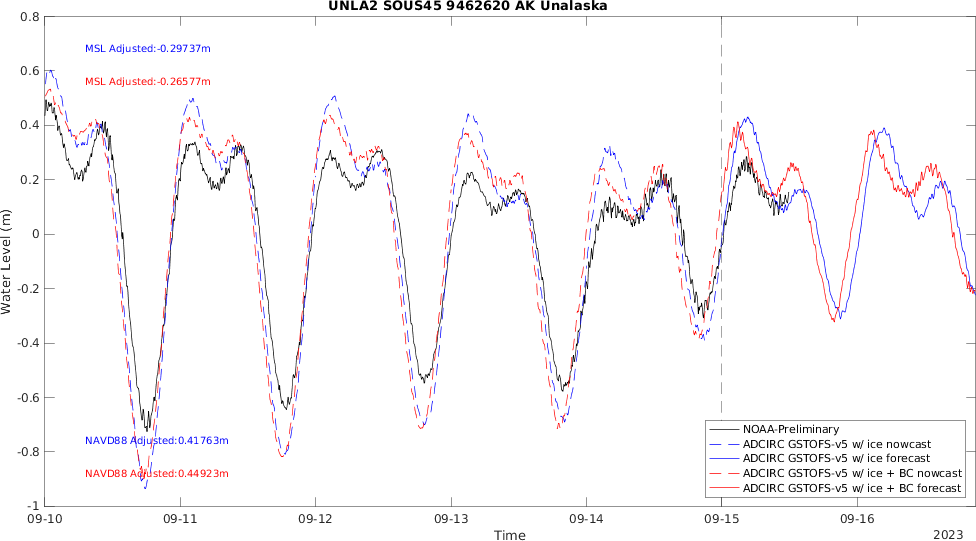 UNLA2 SOUS45 9462620 AK Unalaska
0.8
MSL Adjusted:-0.29737m
0.6
MSL Adjusted:-0.26577m
0.4
0.2
0
Water Level (m)
-0.2
-0.4
-0.6
NOAA-Preliminary
NAVD88 Adjusted:0.41763m
ADCIRC GSTOFS-v5 w/ ice nowcast
-0.8
ADCIRC GSTOFS-v5 w/ ice forecast
NAVD88 Adjusted:0.44923m
ADCIRC GSTOFS-v5 w/ ice + BC nowcast
ADCIRC GSTOFS-v5 w/ ice + BC forecast
-1
09-10 09-11 09-12 09-13 09-14 09-15 09-16
Time
2023